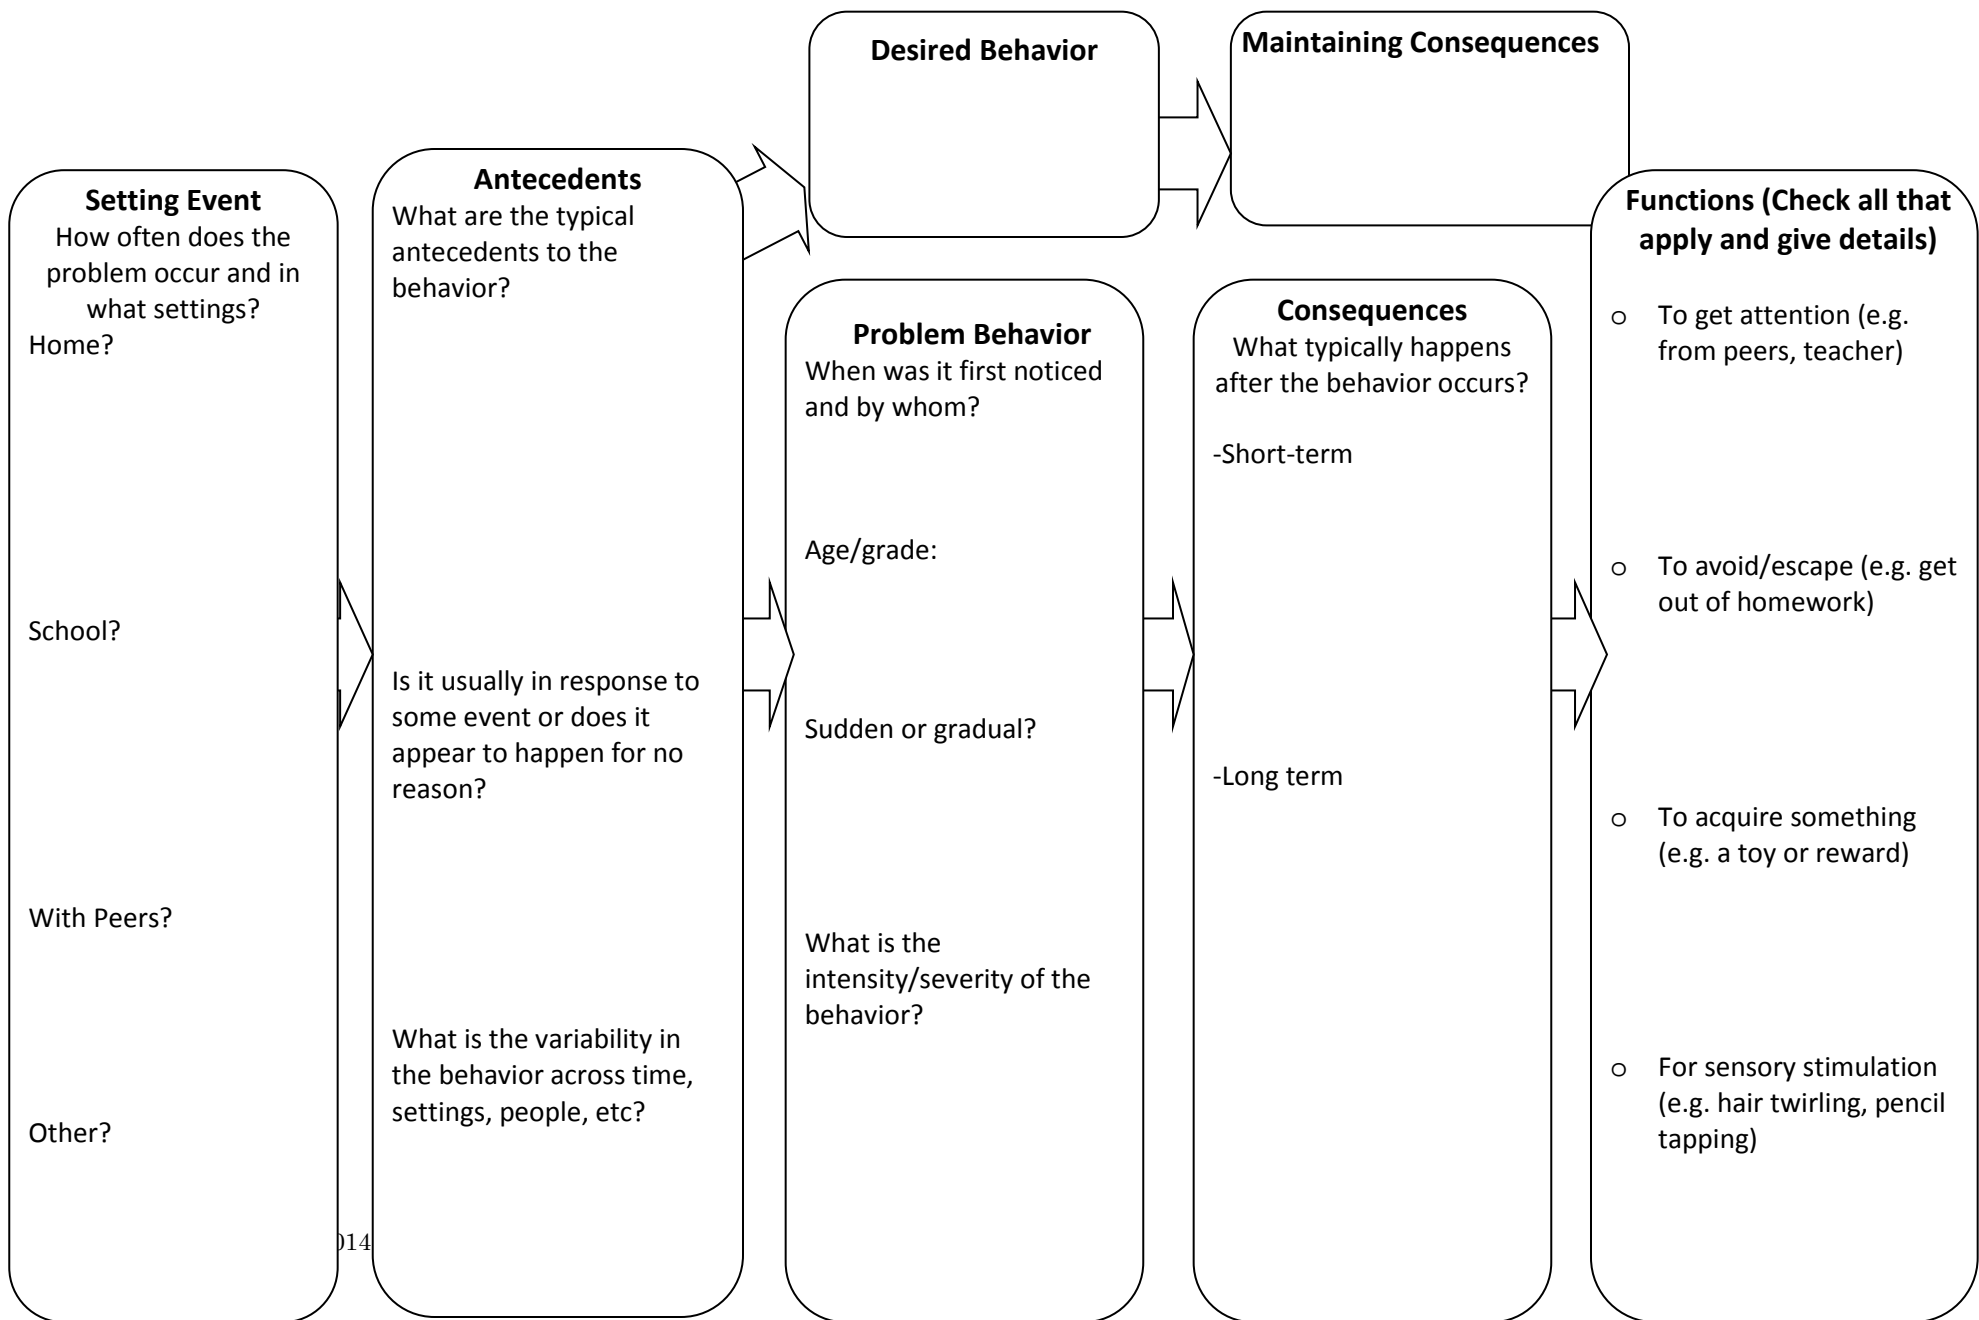 Desired Behavior
Maintaining Consequences
Setting Event
How often does the
problem occur and in
what settings?
Home?
School?
With Peers?
Other?
Antecedents
What are the typical
antecedents to the
behavior?
Is it usually in response to
some event or does it
appear to happen for no
reason?
What is the variability in
the behavior across time,
settings, people, etc?
Problem Behavior
When was it first noticed
and by whom?
Age/grade:
Sudden or gradual?
What is the
intensity/severity of the
behavior?
Consequences
What typically happens
after the behavior occurs?
-Short-term
-Long term
Functions (Check all that
apply and give details)
o To get attention (e.g.
from peers, teacher)
o To avoid/escape (e.g. get
out of homework)
o To acquire something
(e.g. a toy or reward)
o For sensory stimulation
(e.g. hair twirling, pencil
tapping)